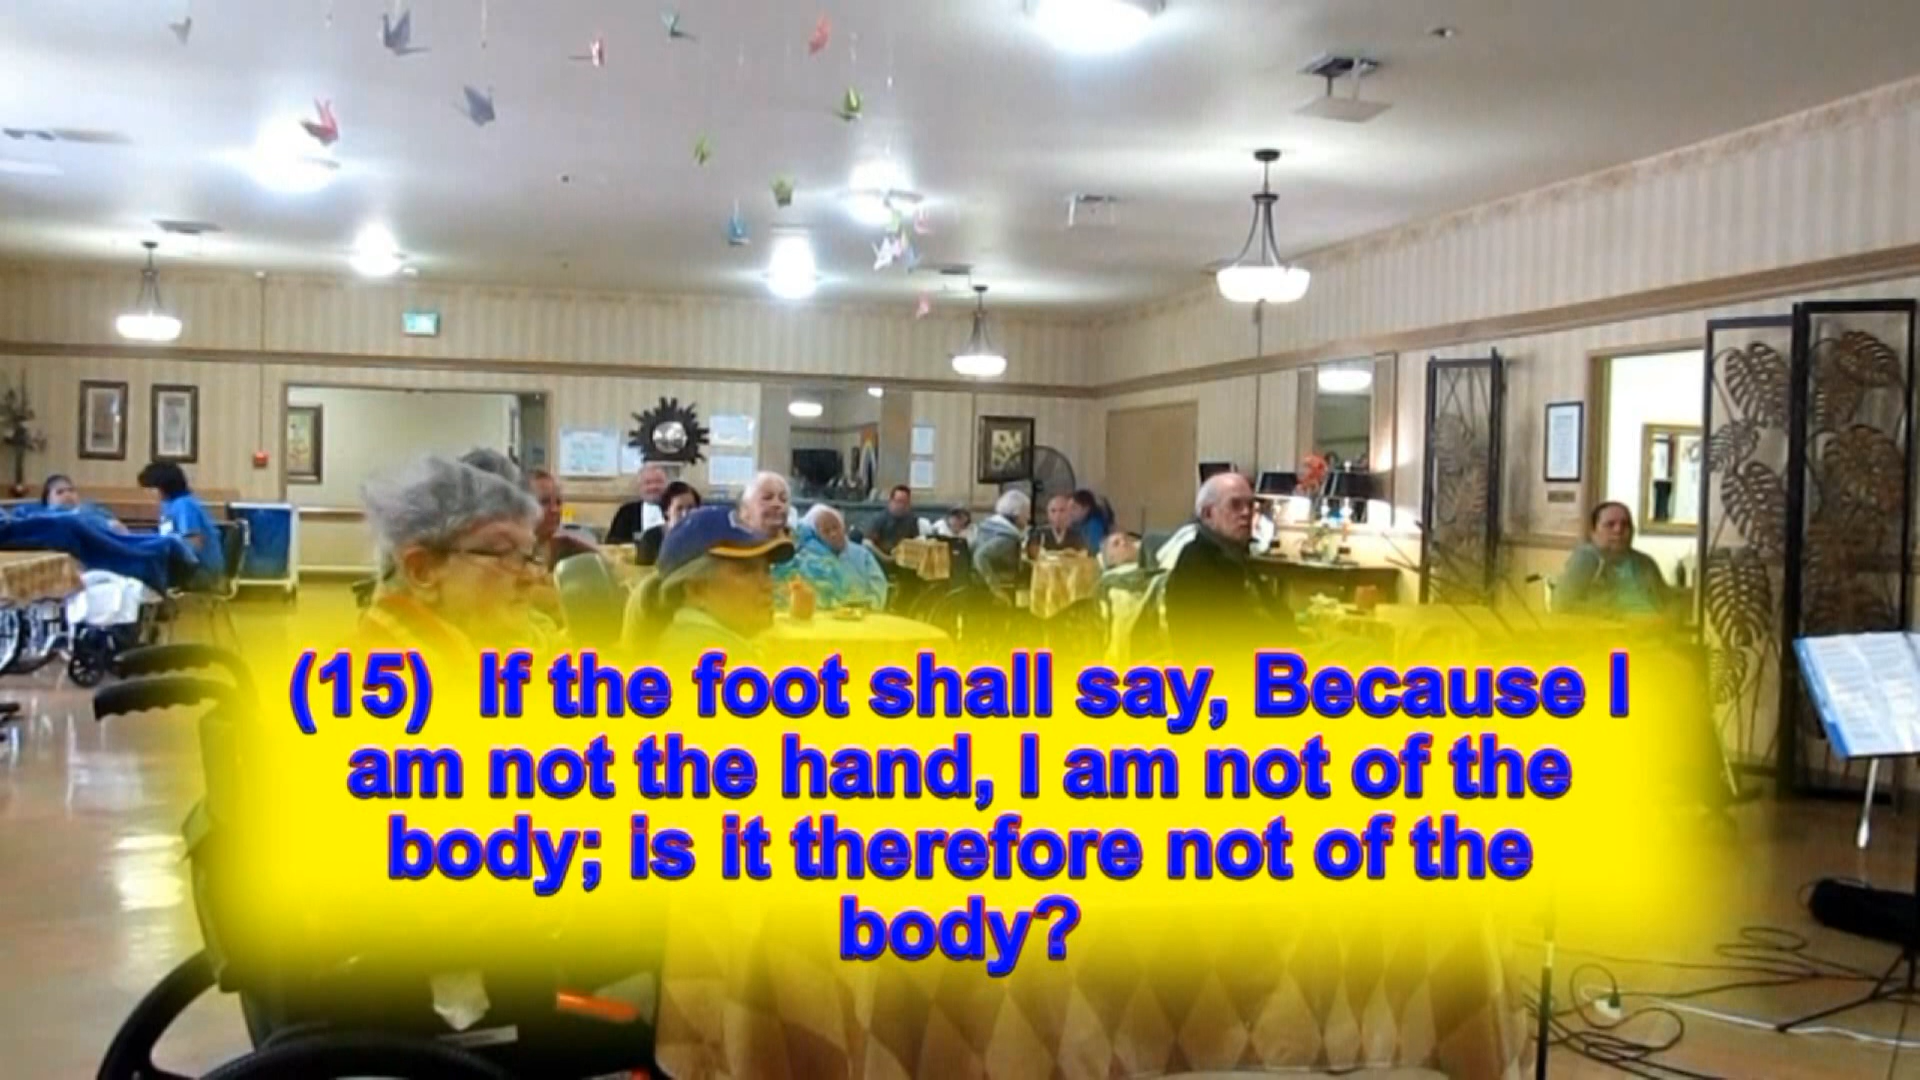 (15)  If the foot shall say, Because I
am not the hand, I am not of the
body; is it therefore not of the
body?